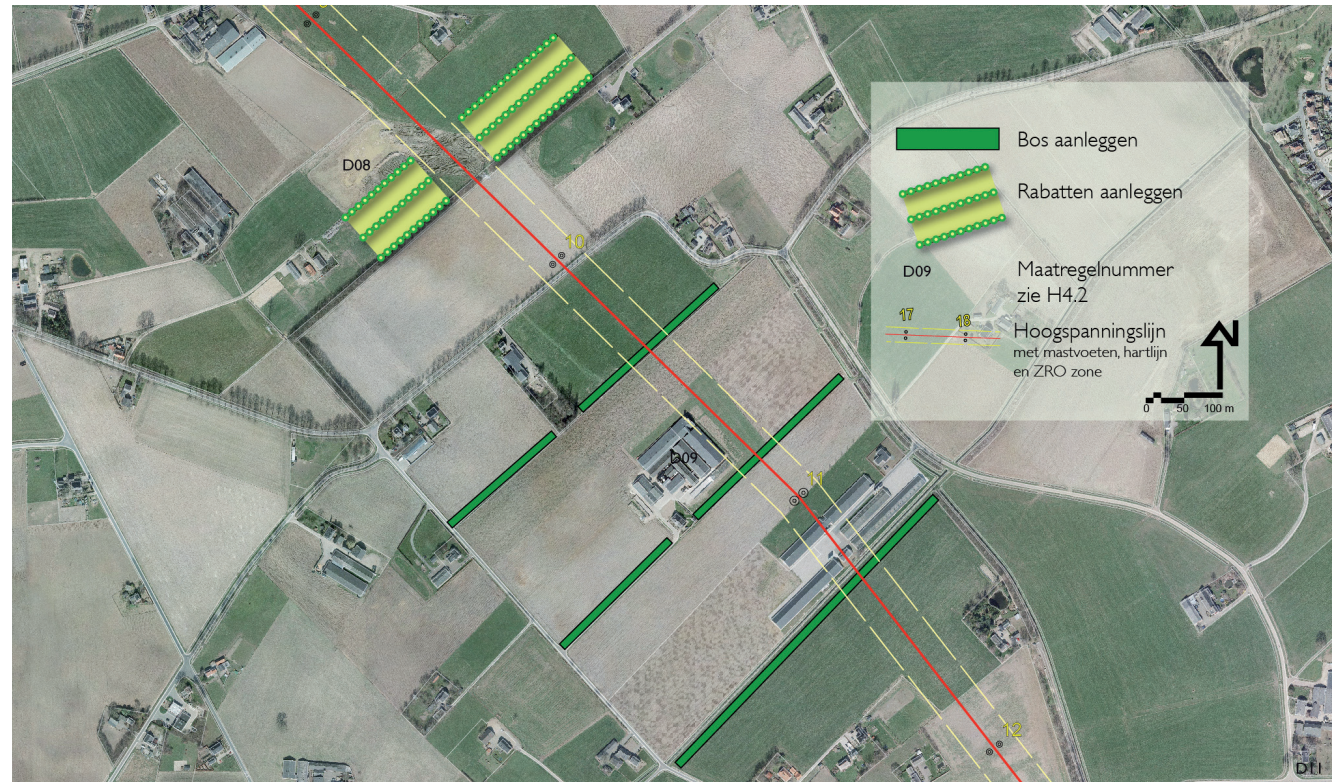 D08
10
D09
11
12
D11
Bos aanleggen
Rabatten aanleggen
D09
Maatregelnummer
zie H4.2
17
18
Hoogspanningslijn
met mastvoeten, hartlijn
en ZRO zone
N
0 50 100 m